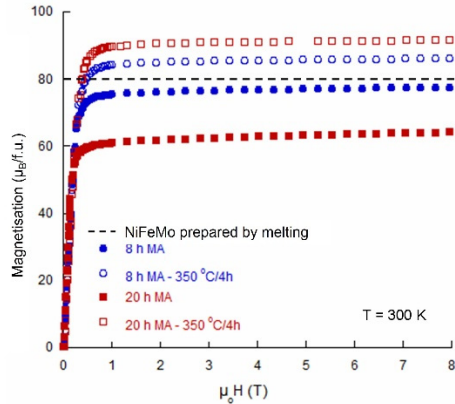 100
80
60
40
20
0
Magnetisation (μB/f.u.)
NiFeMo prepared by melting
8 h MA
8 h MA - 350 °C/4h
20 h MA
20 h MA - 350 °C/4h
T = 300 K
0 1 2 3 4 5 6 7 8
μoH (T)